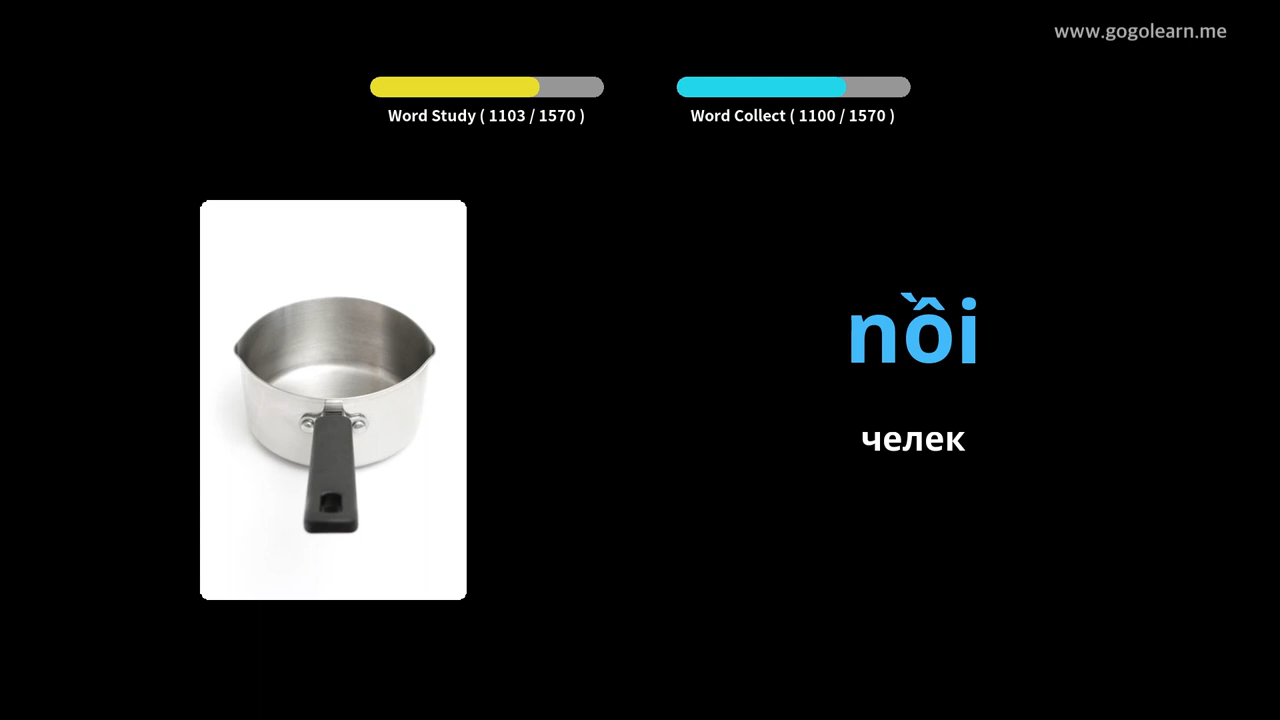 www.gogolearn.me
Word Study ( 1103 / 1570 )
Word Collect ( 1100 / 1570 )
nồi
челек